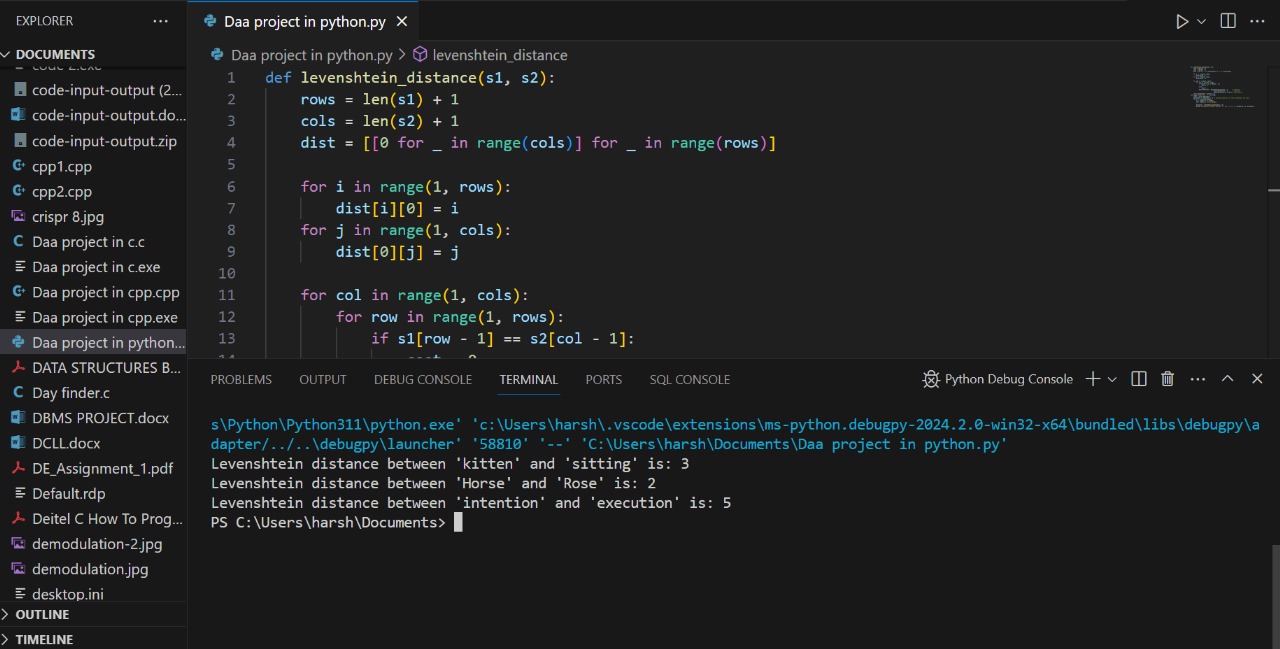 EXPLORER
DOCUMENTS
code 2.exe
code-input-output (2...
code-input-output.do...
code-input-output.zip
cpp1.cpp
cpp2.cpp
crispr 8.jpg
Daa project in c.c
Daa project in c.exe
Daa project in cpp.cpp
Daa project in cpp.exe
Daa project in python...
DATA STRUCTURES B...
Day finder.c
DBMS PROJECT.docx
DCLL.docx
DE_Assignment_1.pdf
Default.rdp
Deitel C How To Prog...
demodulation-2.jpg
demodulation.jpg
desktop.ini
OUTLINE
TIMELINE
Daa project in python.py
Daa project in python.py > levenshtein_distance
1 def levenshtein_distance(s1, s2):
2 rows = len(s1) + 1
3 cols = len(s2) + 1
4 dist = [[0 for _ in range(cols)] for _ in range(rows)]
5
6 for i in range(1, rows):
7 dist[i][0] = i
8 for j in range(1, cols):
9 dist[0][j] = j
10
11 for col in range(1, cols):
12 for row in range(1, rows):
13 if s1[row - 1] == s2[col - 1]:
14 cost = 0
PROBLEMS OUTPUT DEBUG CONSOLE TERMINAL PORTS SQL CONSOLE
Python Debug Console
s\Python\Python311\python.exe' 'c:\Users\harsh\.vscode\extensions\ms-python.debugpy-2024.2.0-win32-x64\bundled\libs\debugpy\a
dapter/../..\debugpy\launcher' '58810' '--' 'C:\Users\harsh\Documents\Daa project in python.py'
Levenshtein distance between 'kitten' and 'sitting' is: 3
Levenshtein distance between 'Horse' and 'Rose' is: 2
Levenshtein distance between 'intention' and 'execution' is: 5
PS C:\Users\harsh\Documents>